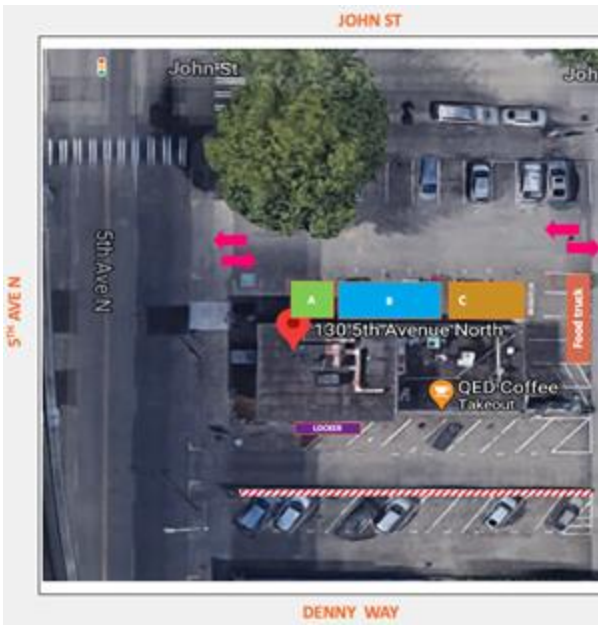 JOHN ST
John St
Joh
5TH AVE N
5th Ave N
A
B
C
Food truck
130 5th Avenue North
QED Coffee
Takeout
LOCKER
DENNY WAY